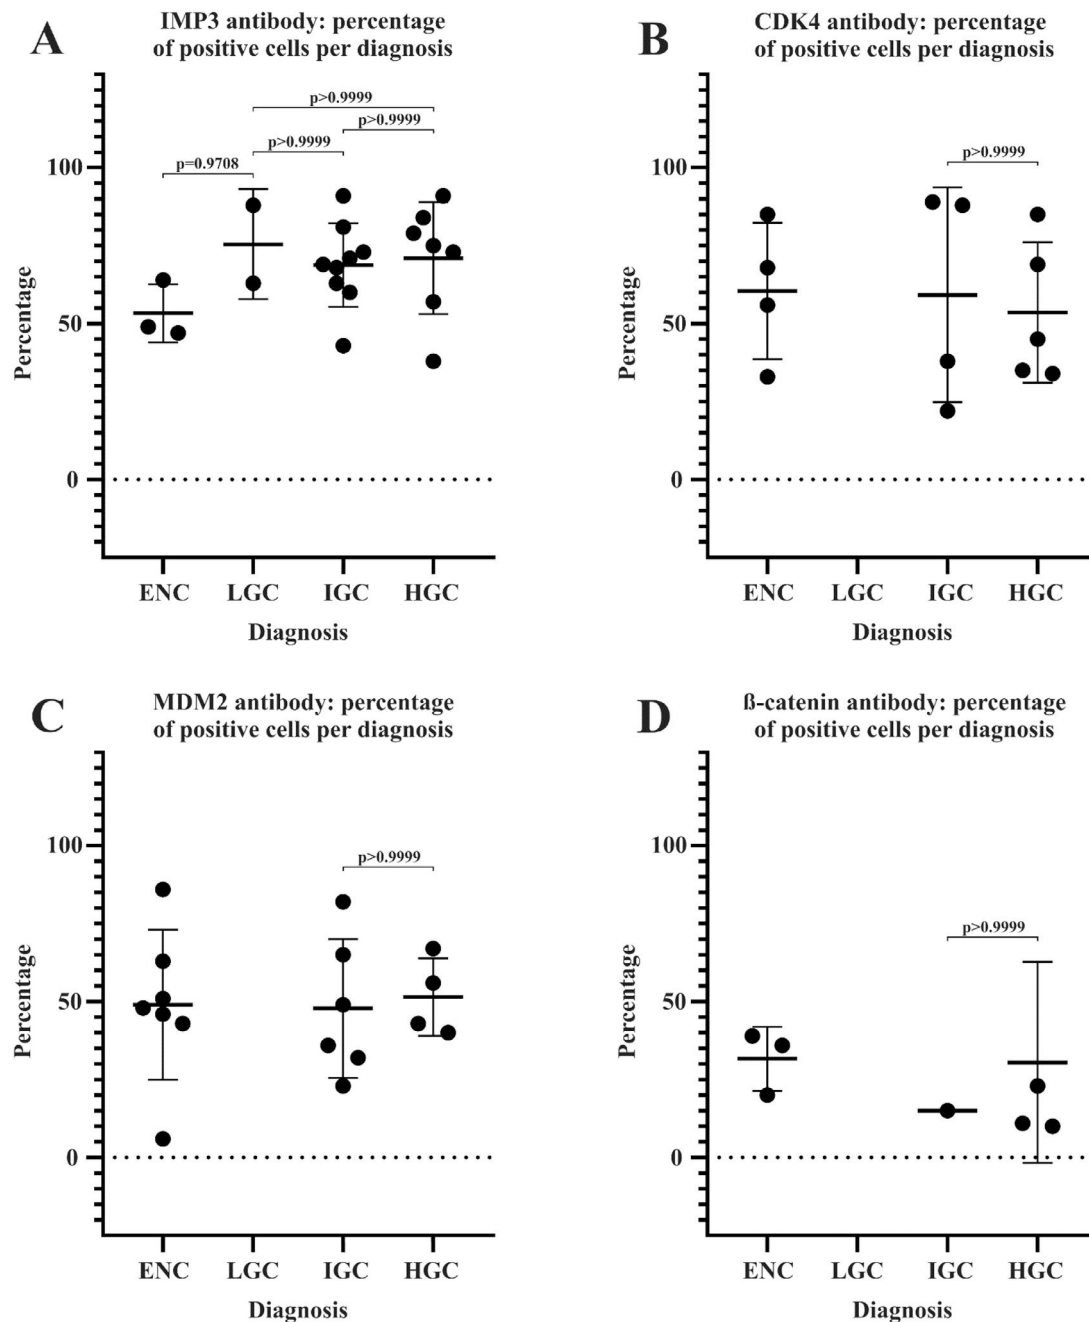 A
IMP3 antibody: percentage
of positive cells per diagnosis
p>0.9999
p>0.9999
p>0.9999
p=0.9708
100
50
0
Percentage
ENC LGC IGC HGC
Diagnosis
B
CDK4 antibody: percentage
of positive cells per diagnosis
p>0.9999
100
50
0
Percentage
ENC LGC IGC HGC
Diagnosis
C
MDM2 antibody: percentage
of positive cells per diagnosis
p>0.9999
100
50
0
Percentage
ENC LGC IGC HGC
Diagnosis
D
ß-catenin antibody: percentage
of positive cells per diagnosis
p>0.9999
100
50
0
Percentage
ENC LGC IGC HGC
Diagnosis